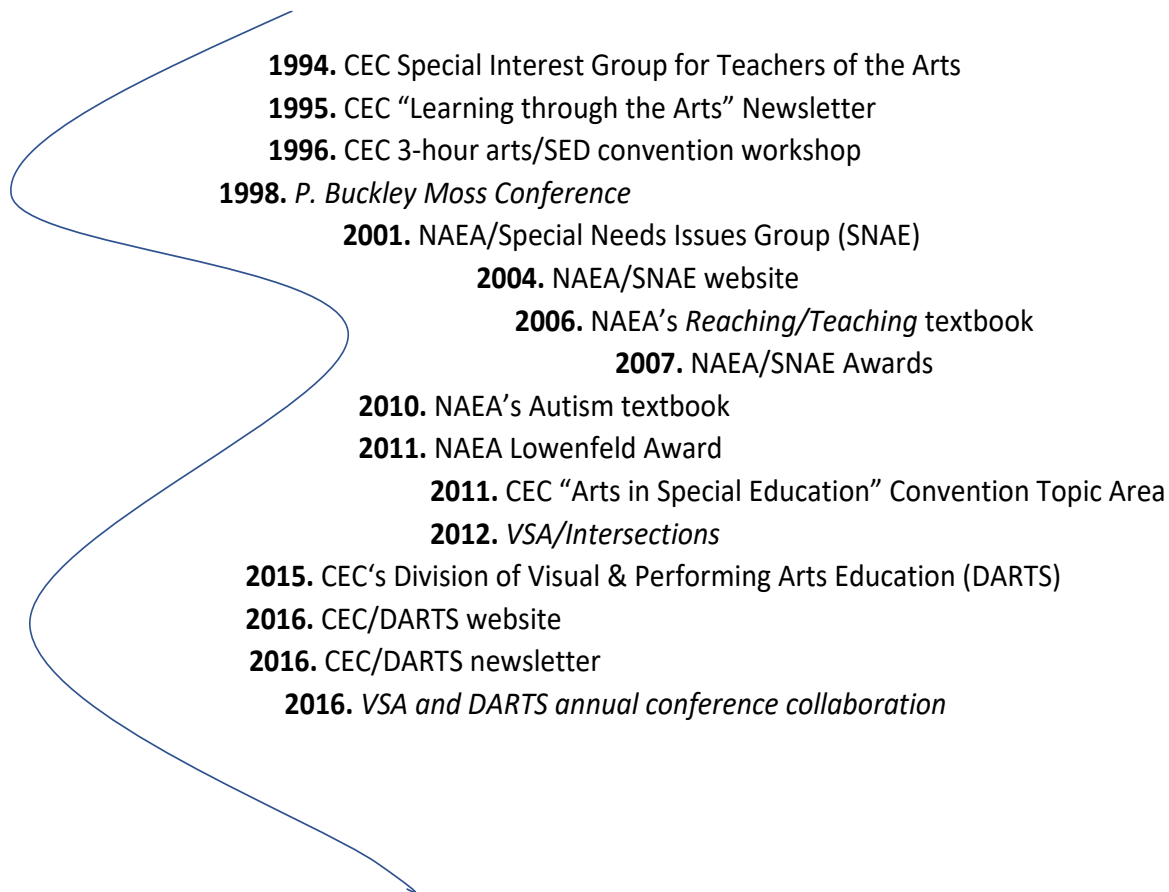 1994. CEC Special Interest Group for Teachers of the Arts
1995. CEC “Learning through the Arts” Newsletter
1996. CEC 3-hour arts/SED convention workshop
1998. P. Buckley Moss Conference
2001. NAEA/Special Needs Issues Group (SNAE)
2004. NAEA/SNAE website
2006. NAEA’s Reaching/Teaching textbook
2007. NAEA/SNAE Awards
2010. NAEA’s Autism textbook
2011. NAEA Lowenfeld Award
2011. CEC “Arts in Special Education” Convention Topic Area
2012. VSA/Intersections
2015. CEC‘s Division of Visual & Performing Arts Education (DARTS)
2016. CEC/DARTS website
2016. CEC/DARTS newsletter
2016. VSA and DARTS annual conference collaboration